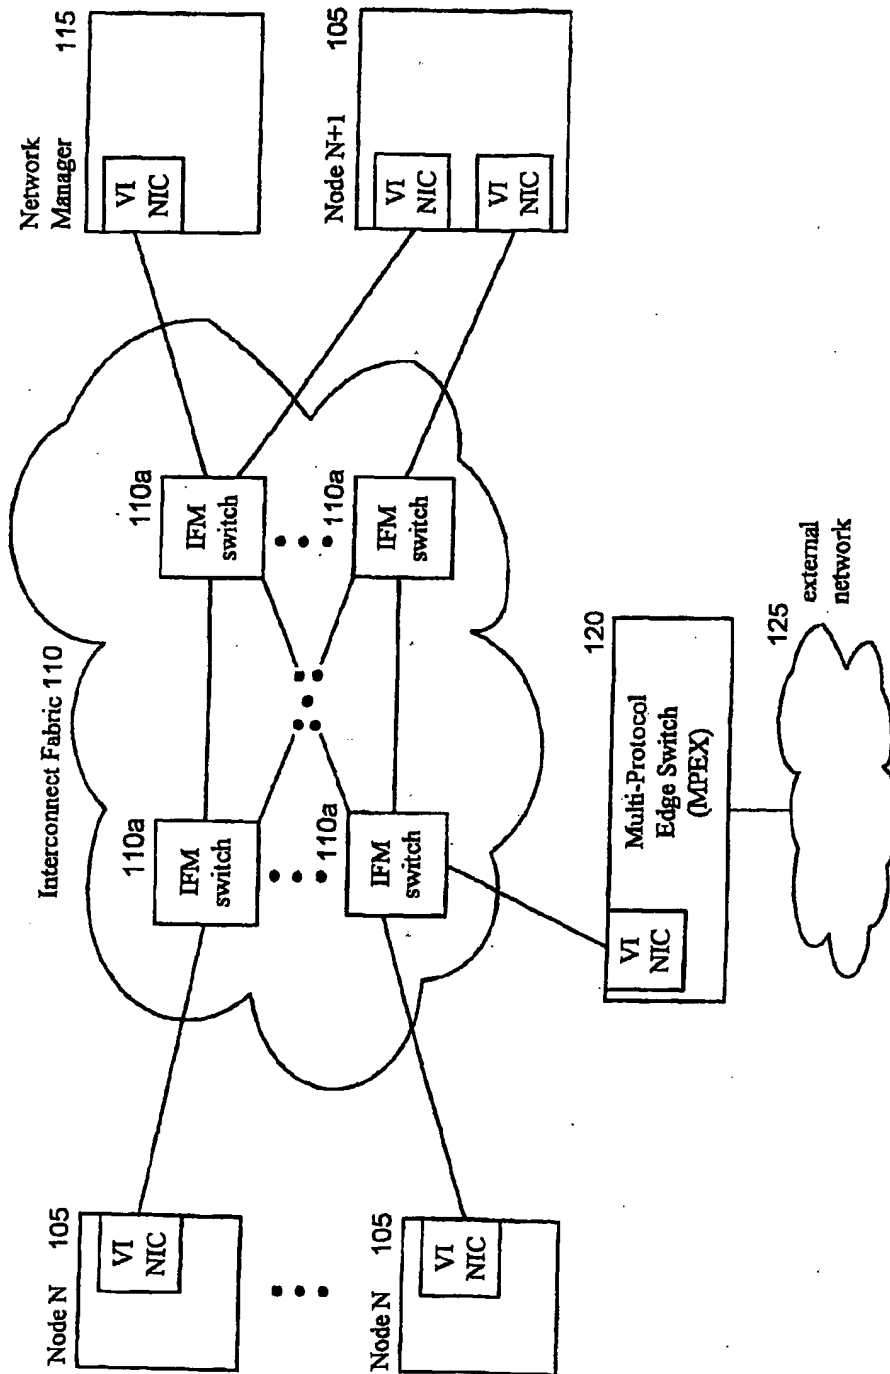 Network
Manager
115
VI
NIC
Node N+1
105
VI
NIC
VI
NIC
Interconnect Fabric 110
110a
IFM
switch
110a
IFM
switch
110a
IFM
switch
110a
IFM
switch
Node N
105
VI
NIC
Node N
105
VI
NIC
120
Multi-Protocol
Edge Switch
(MPEX)
VI
NIC
125
external
network